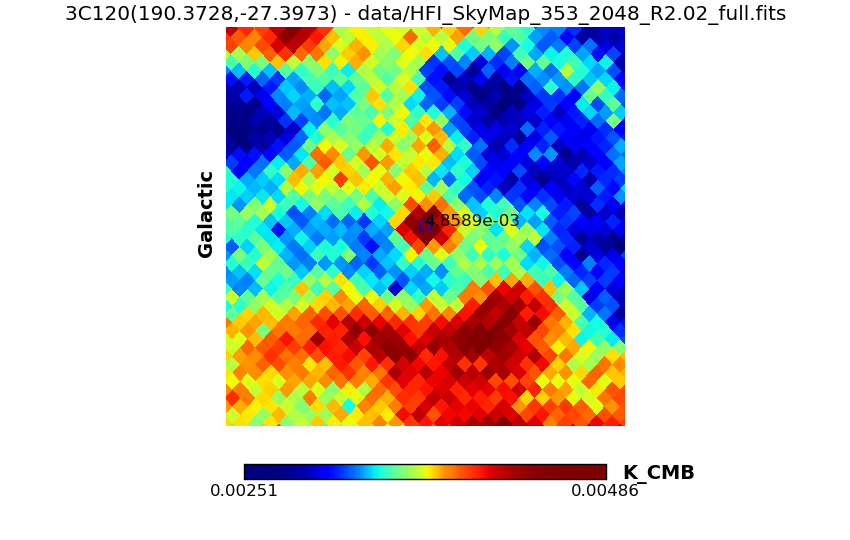 3C120(190.3728,-27.3973) - data/HFI_SkyMap_353_2048_R2.02_full.fits
Galactic
4.8589e-03
K_CMB
0.00251
0.00486